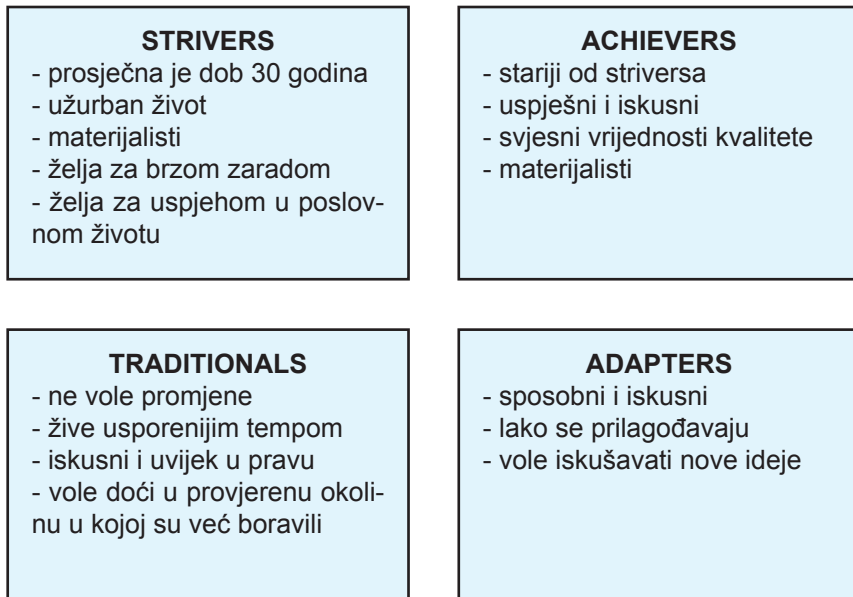 STRIVERS
- prosječna je dob 30 godina
- užurban život
- materijalisti
- želja za brzom zaradom
- želja za uspjehom u poslov-
nom životu
ACHIEVERS
- stariji od striversa
- uspješni i iskusni
- svjesni vrijednosti kvalitete
- materijalisti
TRADITIONALS
- ne vole promjene
- žive usporenijim tempom
- iskusni i uvijek u pravu
- vole doći u provjerenu okoli-
nu u kojoj su već boravili
ADAPTERS
- sposobni i iskusni
- lako se prilagođavaju
- vole iskušavati nove ideje